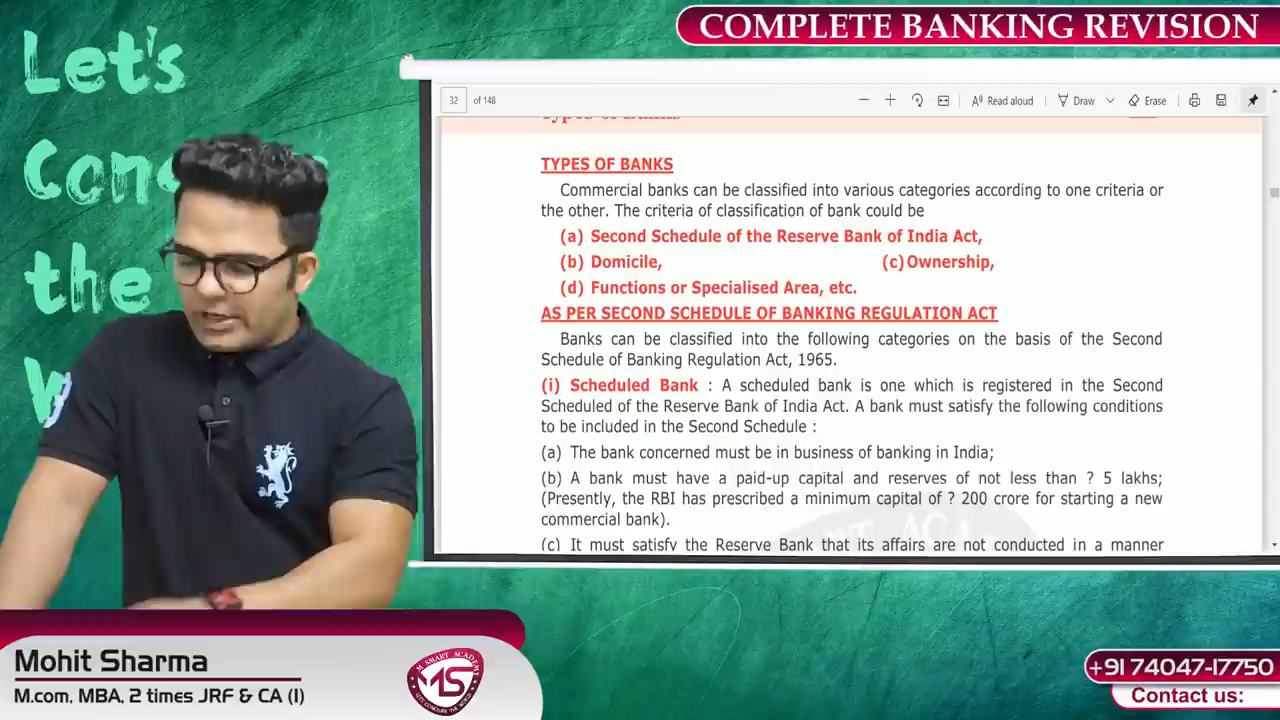 COMPLETE BANKING REVISION
Let's
Conc
the
W
32 of 148
Read aloud
Draw
Erase
Types of Banks
TYPES OF BANKS
Commercial banks can be classified into various categories according to one criteria or
the other. The criteria of classification of bank could be
(a) Second Schedule of the Reserve Bank of India Act,
(b) Domicile, (c) Ownership,
(d) Functions or Specialised Area, etc.
AS PER SECOND SCHEDULE OF BANKING REGULATION ACT
Banks can be classified into the following categories on the basis of the Second
Schedule of Banking Regulation Act, 1965.
(i) Scheduled Bank : A scheduled bank is one which is registered in the Second
Scheduled of the Reserve Bank of India Act. A bank must satisfy the following conditions
to be included in the Second Schedule :
(a) The bank concerned must be in business of banking in India;
(b) A bank must have a paid-up capital and reserves of not less than ? 5 lakhs;
(Presently, the RBI has prescribed a minimum capital of ? 200 crore for starting a new
commercial bank).
(c) It must satisfy the Reserve Bank that its affairs are not conducted in a manner
Mohit Sharma
M.com, MBA, 2 times JRF & CA (I)
M SMART ACADEMY
MS
+91 74047-17750
Contact us: